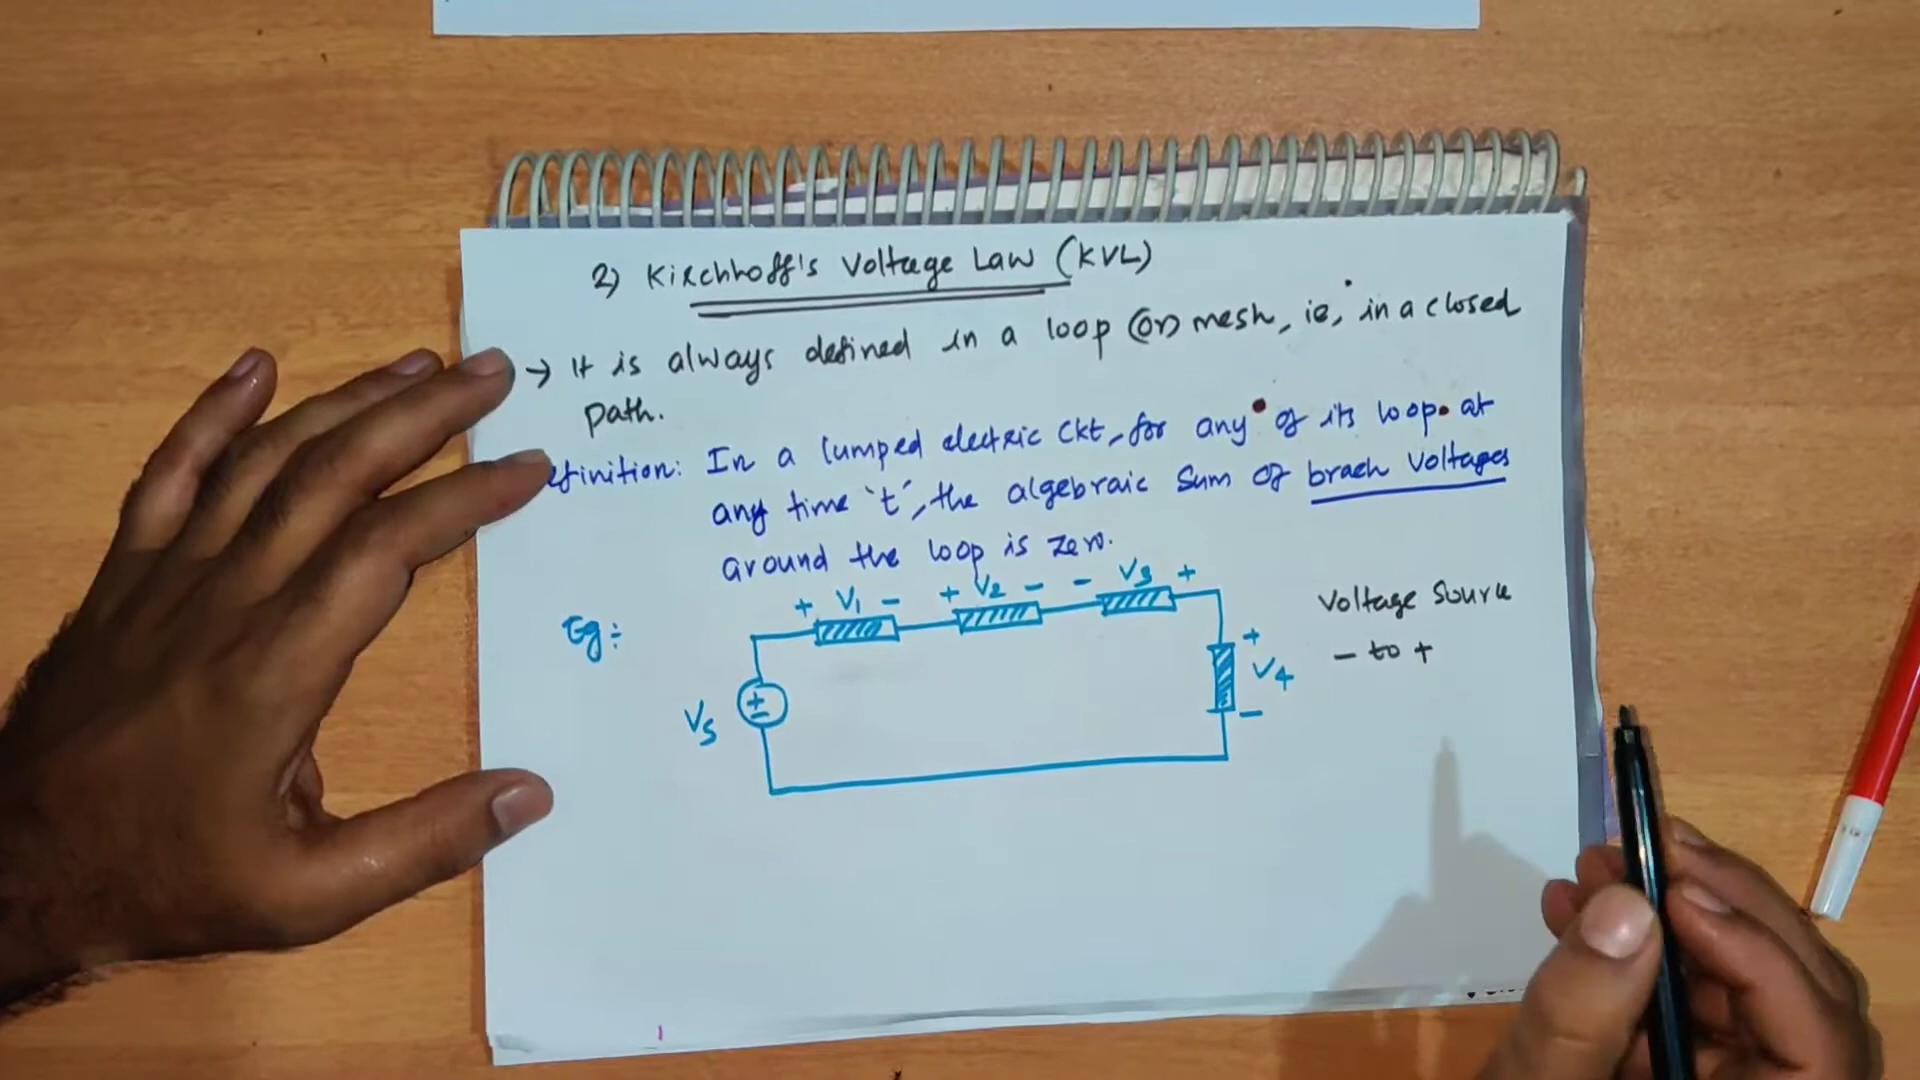 2) Kirchhoff's Voltage Law (KVL)
→ It is always defined in a loop (or) mesh, ie, in a closed
path.
efinition: In a lumped electric Ckt, for any of its loop at
any time 't', the algebraic sum of brach voltages
around the loop is zero.
Eg:
+ V1 - + V2 - - V3 +
Voltage Source
- to +
+
V4
-
Vs
±